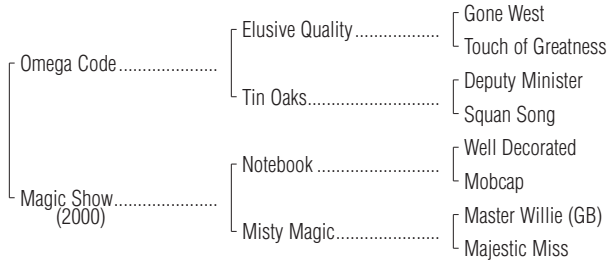 Gone West
Elusive Quality
Touch of Greatness
Omega Code
Deputy Minister
Tin Oaks
Squan Song
Well Decorated
Notebook
Mobcap
Magic Show
(2000)
Master Willie (GB)
Misty Magic
Majestic Miss